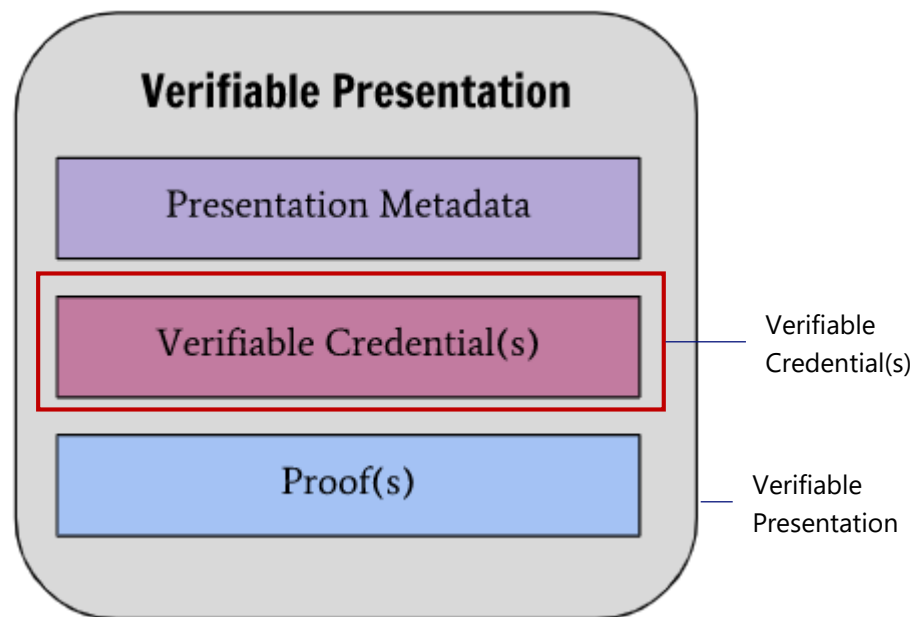 Verifiable Presentation
Presentation Metadata
Verifiable Credential(s)
Verifiable
Credential(s)
Proof(s)
Verifiable
Presentation